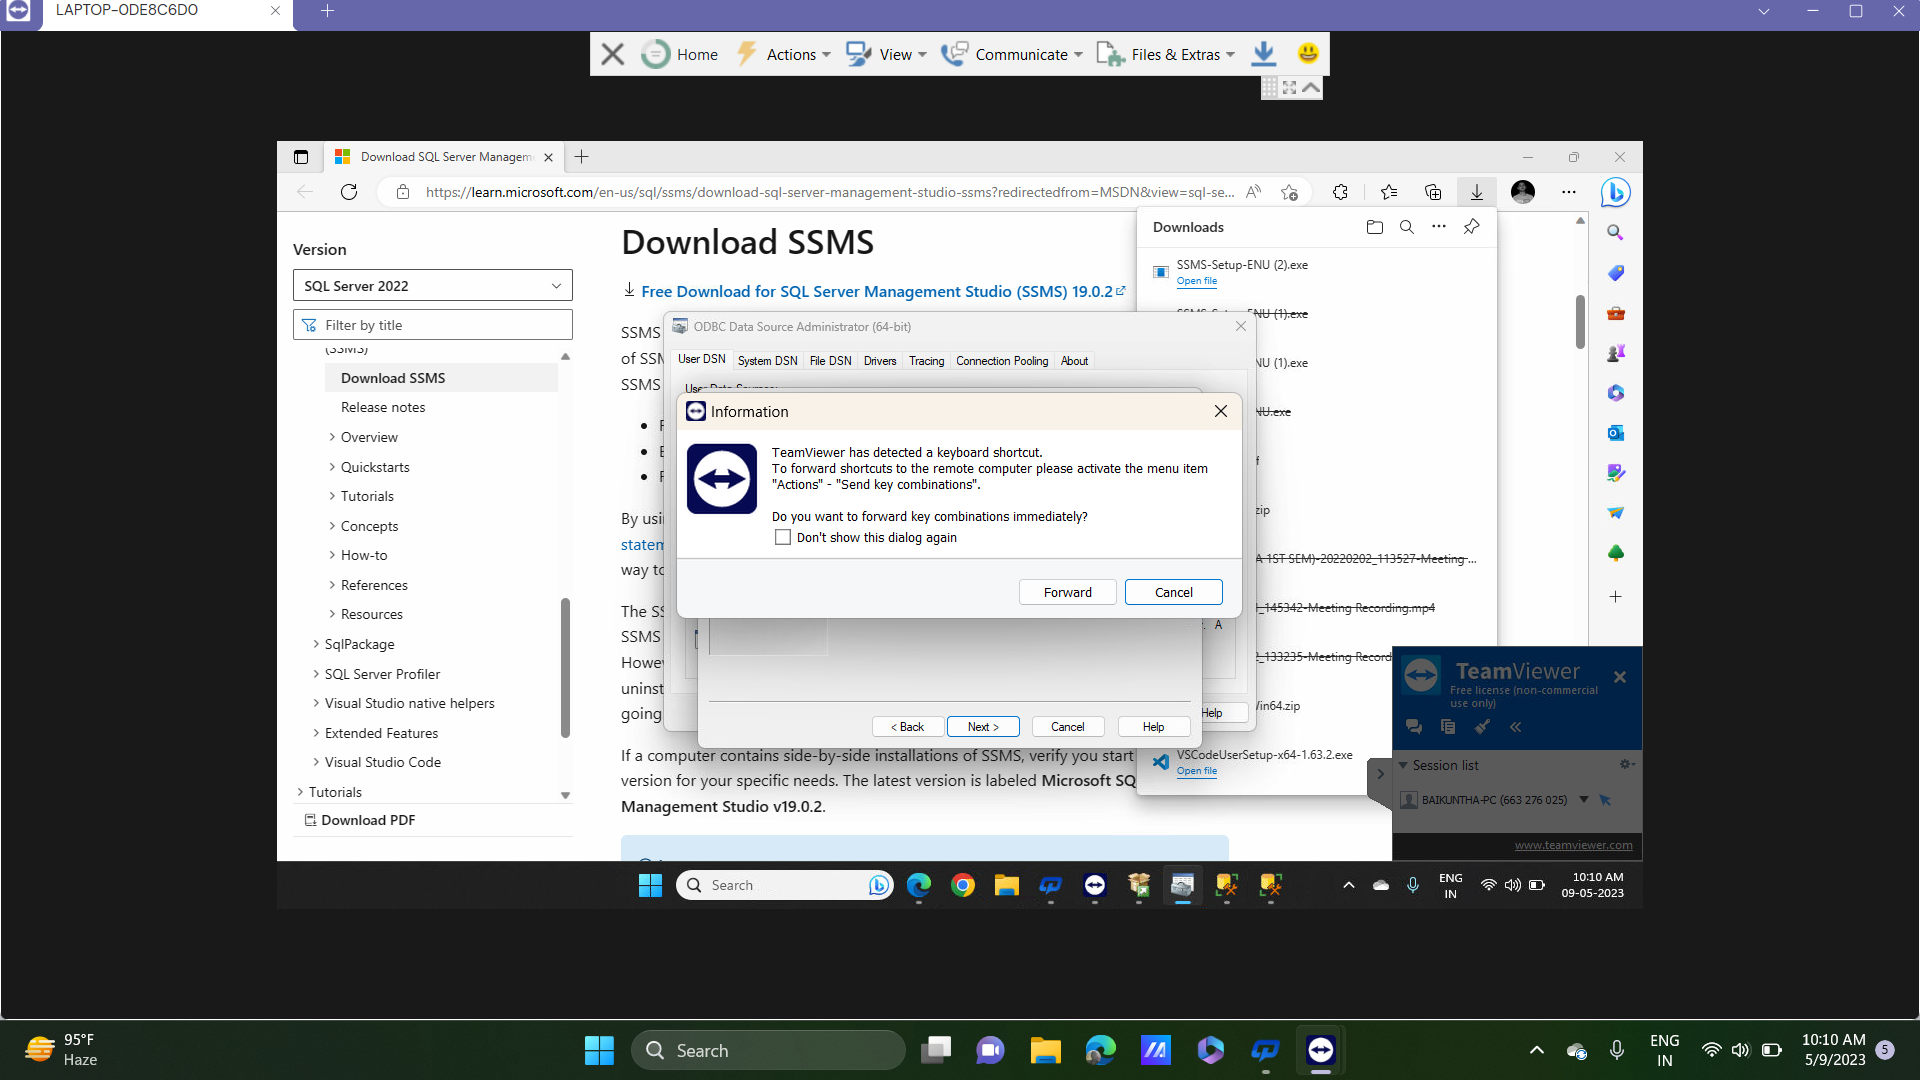 LAPTOP-0DE8C6D0
Home
Actions
View
Communicate
Files & Extras
Download SQL Server Managem
https://learn.microsoft.com/en-us/sql/ssms/download-sql-server-management-studio-ssms?redirectedfrom=MSDN&view=sql-se...
Version
SQL Server 2022
Filter by title
(SSMS)
Download SSMS
Release notes
Overview
Quickstarts
Tutorials
Concepts
How-to
References
Resources
SqlPackage
SQL Server Profiler
Visual Studio native helpers
Extended Features
Visual Studio Code
Tutorials
Download PDF
Download SSMS
Free Download for SQL Server Management Studio (SSMS) 19.0.2
SSMS
of SSM
SSMS
By usi
statem
way to
The SS
SSMS
Howev
uninst
going
If a computer contains side-by-side installations of SSMS, verify you start
version for your specific needs. The latest version is labeled Microsoft SQ
Management Studio v19.0.2.
ODBC Data Source Administrator (64-bit)
User DSN
System DSN
File DSN
Drivers
Tracing
Connection Pooling
About
User Data Sources:
Information
TeamViewer has detected a keyboard shortcut.
To forward shortcuts to the remote computer please activate the menu item
"Actions" - "Send key combinations".
Do you want to forward key combinations immediately?
Don't show this dialog again
Forward
Cancel
A
< Back
Next >
Cancel
Help
Help
Downloads
SSMS-Setup-ENU (2).exe
Open file
SSMS-Setup-ENU (1).exe
NU (1).exe
NU.exe
f
zip
A 1ST SEM)-20220202_113527-Meeting ...
_145342-Meeting Recording.mp4
2_133235-Meeting Record
Win64.zip
VSCodeUserSetup-x64-1.63.2.exe
Open file
TeamViewer
Free license (non-commercial
use only)
Session list
BAIKUNTHA-PC (663 276 025)
www.teamviewer.com
Search
ENG
IN
10:10 AM
09-05-2023
95°F
Haze
Search
ENG
IN
10:10 AM
5/9/2023
5